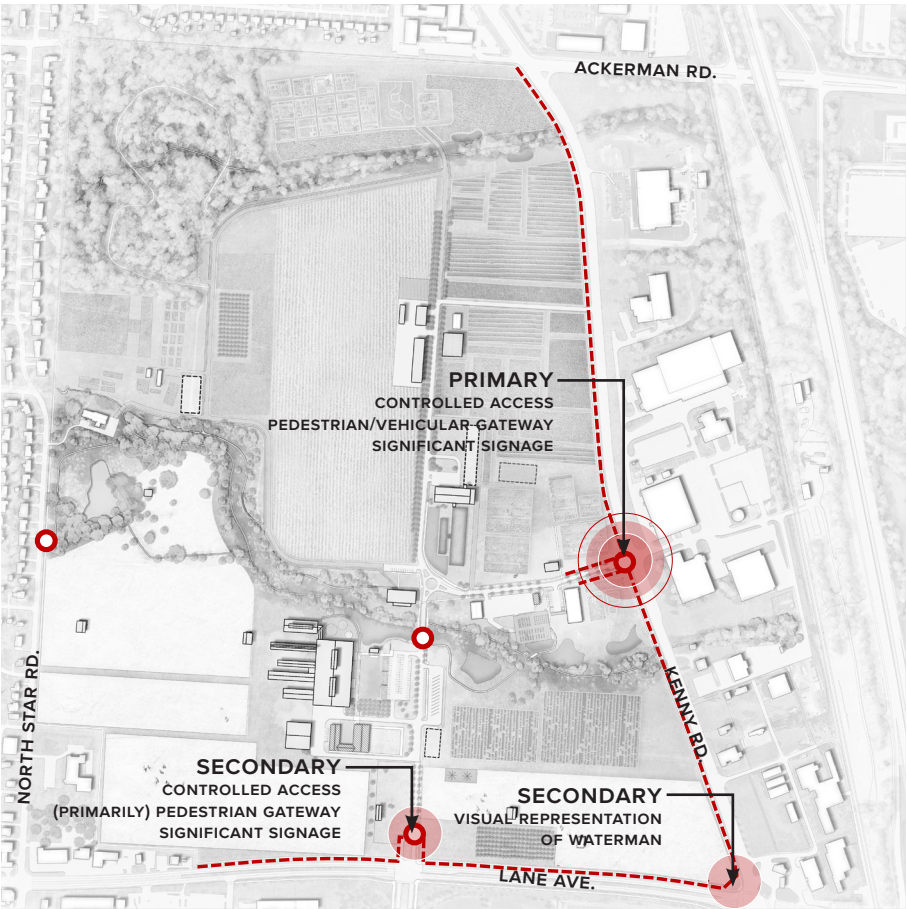 ACKERMAN RD.
PRIMARY
CONTROLLED ACCESS
PEDESTRIAN/VEHICULAR GATEWAY
SIGNIFICANT SIGNAGE
KENNY RD.
NORTH STAR RD.
SECONDARY
CONTROLLED ACCESS
(PRIMARILY) PEDESTRIAN GATEWAY
SIGNIFICANT SIGNAGE
SECONDARY
VISUAL REPRESENTATION
OF WATERMAN
LANE AVE.